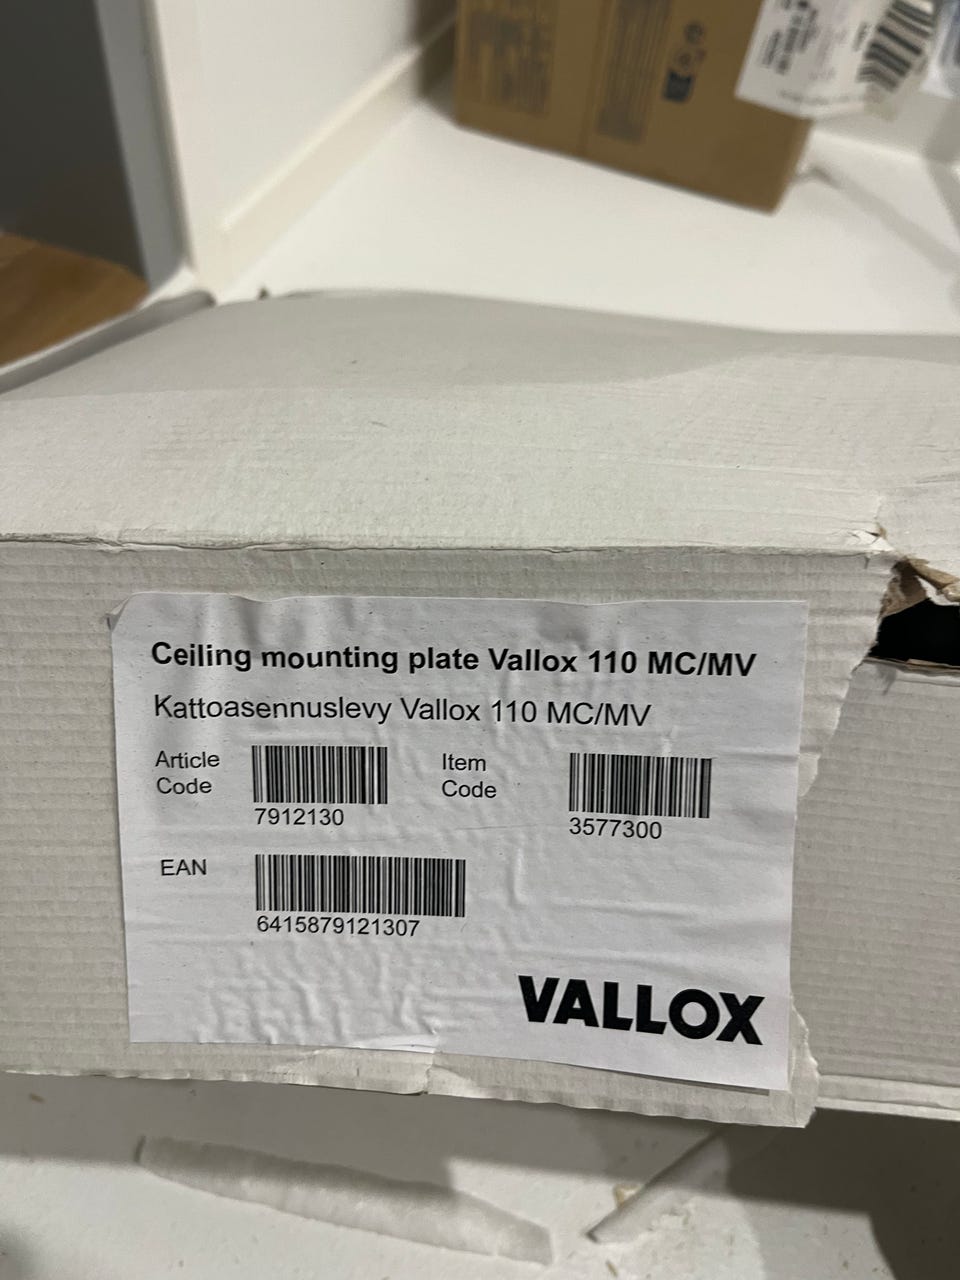 Ceiling mounting plate Vallox 110 MC/MV
Kattoasennuslevy Vallox 110 MC/MV
Article Code
7912130
Item Code
3577300
EAN
6415879121307
VALLOX